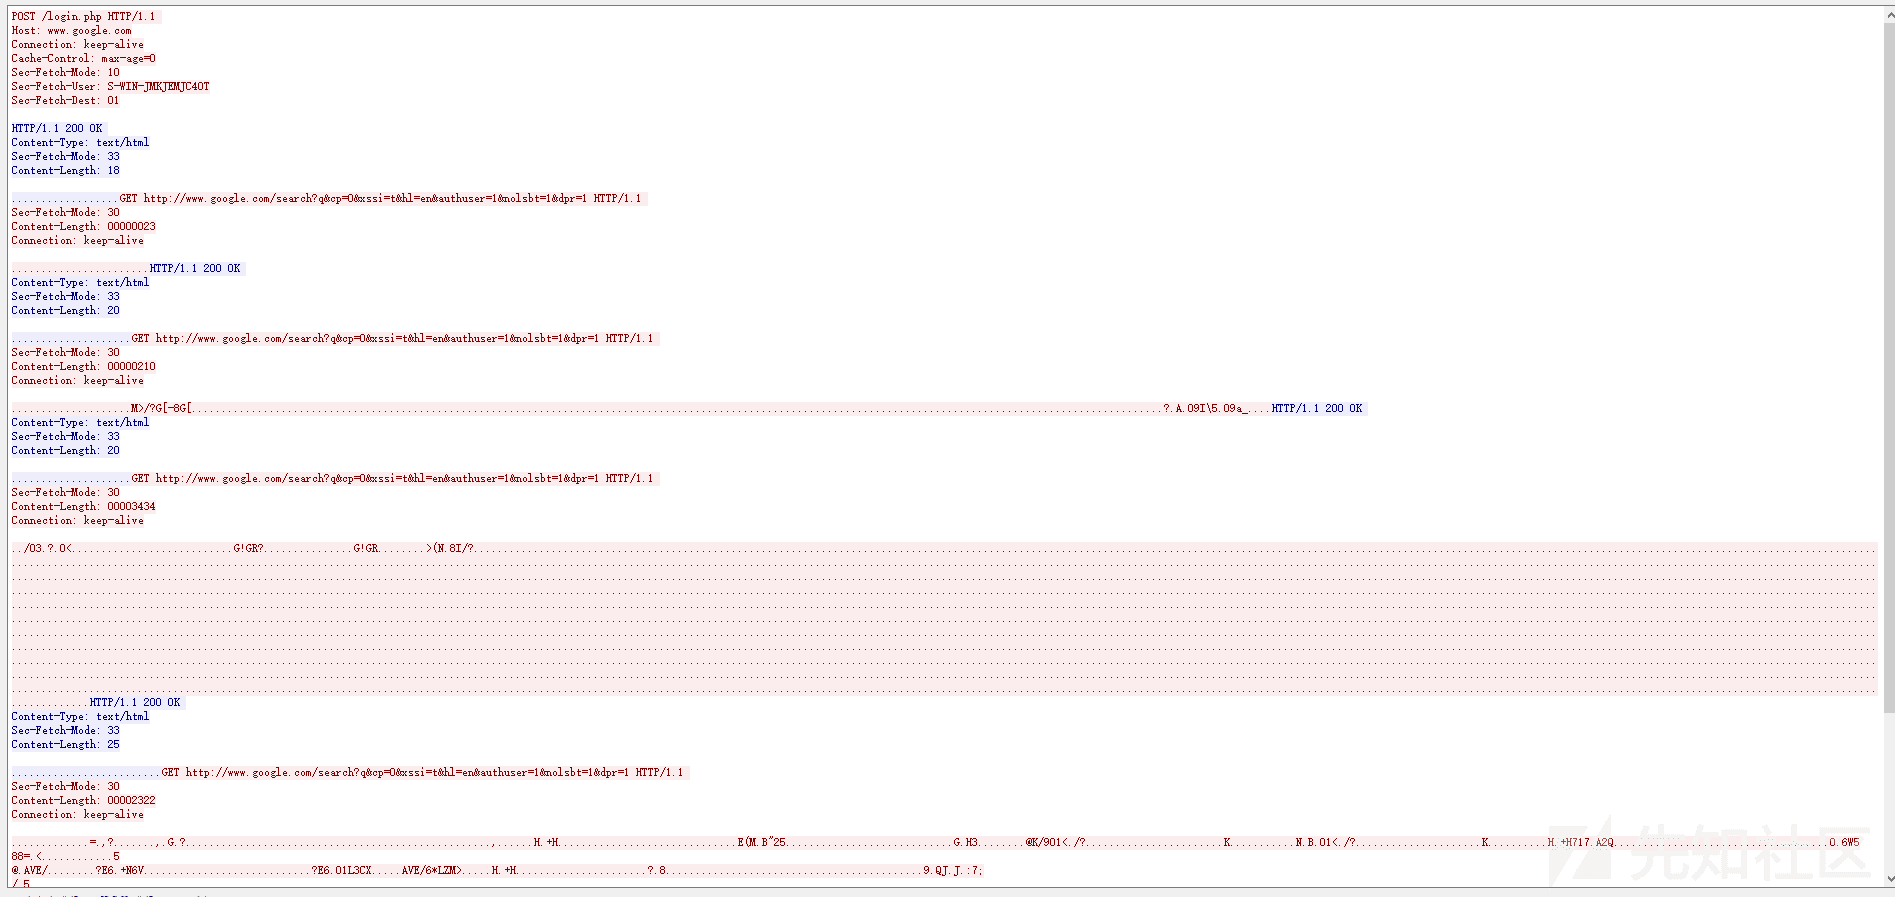 POST /login.php HTTP/1.1
Host: www.google.com
Connection: keep-alive
Cache-Control: max-age=0
Sec-Fetch-Mode: 10
Sec-Fetch-User: S-WIN-JMKJEMJC4OT
Sec-Fetch-Dest: 01
HTTP/1.1 200 OK
Content-Type: text/html
Sec-Fetch-Mode: 33
Content-Length: 18
..................GET http://www.google.com/search?q&cp=0&xssi=t&hl=en&authuser=1&nolsbt=1&dpr=1 HTTP/1.1
Sec-Fetch-Mode: 30
Content-Length: 00000023
Connection: keep-alive
.......................HTTP/1.1 200 OK
Content-Type: text/html
Sec-Fetch-Mode: 33
Content-Length: 20
....................GET http://www.google.com/search?q&cp=0&xssi=t&hl=en&authuser=1&nolsbt=1&dpr=1 HTTP/1.1
Sec-Fetch-Mode: 30
Content-Length: 00000210
Connection: keep-alive
....................M>/?G[-8G[ ?.A.09I\5.09a_....HTTP/1.1 200 OK
Content-Type: text/html
Sec-Fetch-Mode: 33
Content-Length: 20
....................GET http://www.google.com/search?q&cp=0&xssi=t&hl=en&authuser=1&nolsbt=1&dpr=1 HTTP/1.1
Sec-Fetch-Mode: 30
Content-Length: 00003434
Connection: keep-alive
../03.?.0<...........................G!GR?...............G!GR........>(N.8I/?
.............HTTP/1.1 200 OK
Content-Type: text/html
Sec-Fetch-Mode: 33
Content-Length: 25
.........................GET http://www.google.com/search?q&cp=0&xssi=t&hl=en&authuser=1&nolsbt=1&dpr=1 HTTP/1.1
Sec-Fetch-Mode: 30
Content-Length: 00002322
Connection: keep-alive
.............=.,?.......,.G.? H.+H E(M.B"25 G.H3 @K/901<./? K N.B.01<./? K H.+H717.A2Q 0.6W5
88=.<............5
@.AVE/........?E6.+N6V ?E6.01L3CX.....AVE/6*LZM>.....H.+H ?.8 9.QJ.J.:7;
/.5
先知社区